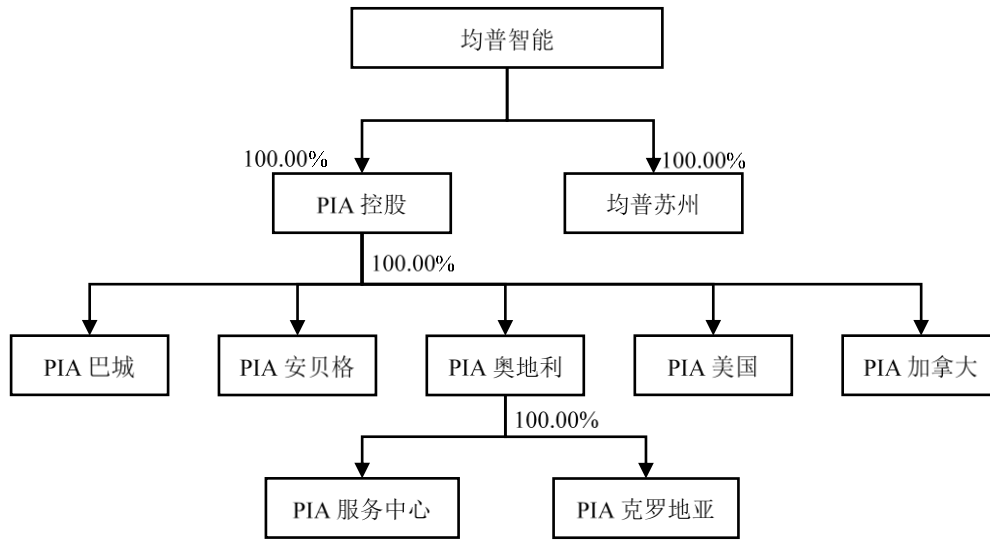 均普智能
100.00%
100.00%
PIA 控股
均普苏州
100.00%
PIA 巴城
PIA 安贝格
PIA 奥地利
PIA 美国
PIA 加拿大
100.00%
PIA 服务中心
PIA 克罗地亚